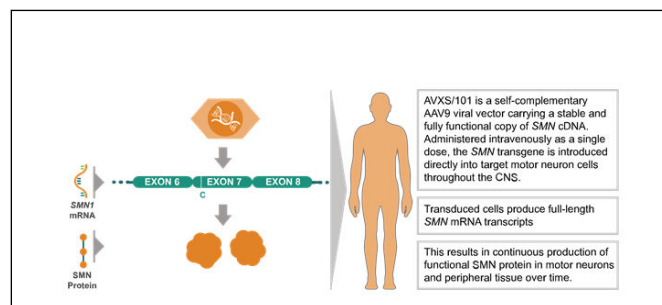 AVXS/101 is a self-complementary
AAV9 viral vector carrying a stable and
fully functional copy of SMN cDNA.
Administered intravenously as a single
dose, the SMN transgene is introduced
directly into target motor neuron cells
throughout the CNS.
EXON 6
EXON 7
EXON 8
C
SMN1
mRNA
Transduced cells produce full-length
SMN mRNA transcripts
SMN
Protein
This results in continuous production of
functional SMN protein in motor neurons
and peripheral tissue over time.